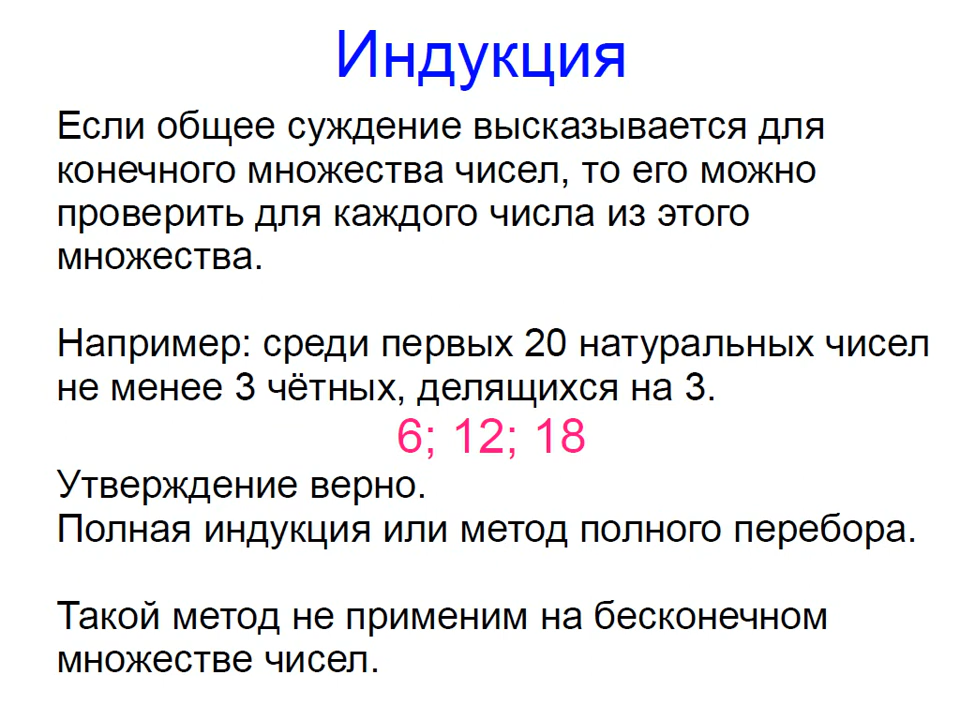 Индукция
Если общее суждение высказывается для
конечного множества чисел, то его можно
проверить для каждого числа из этого
множества.
Например: среди первых 20 натуральных чисел
не менее 3 чётных, делящихся на 3.
6; 12; 18
Утверждение верно.
Полная индукция или метод полного перебора.
Такой метод не применим на бесконечном
множестве чисел.